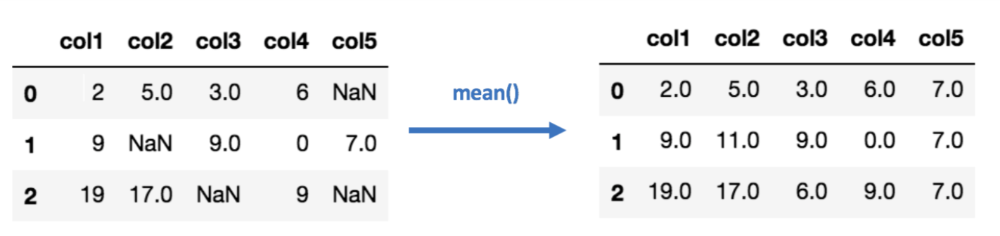 col1 col2 col3 col4 col5
0 2 5.0 3.0 6 NaN
1 9 NaN 9.0 0 7.0
2 19 17.0 NaN 9 NaN
mean()
col1 col2 col3 col4 col5
0 2.0 5.0 3.0 6.0 7.0
1 9.0 11.0 9.0 0.0 7.0
2 19.0 17.0 6.0 9.0 7.0